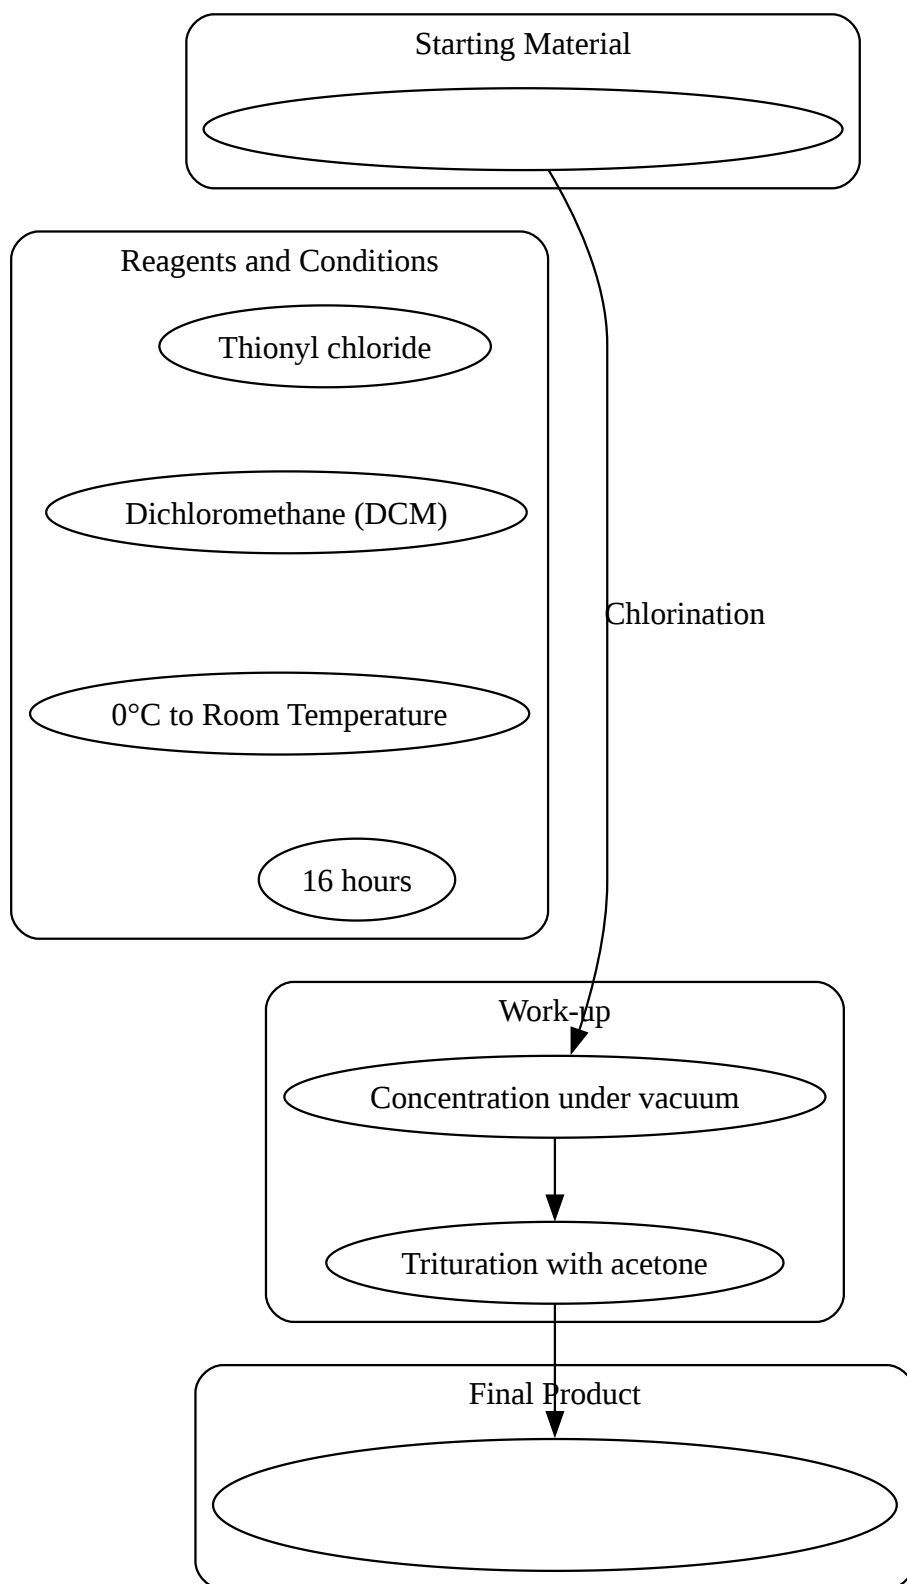 Starting Material
Reagents and Conditions
Thionyl chloride
Dichloromethane (DCM)
Chlorination
0°C to Room Temperature
16 hours
Work-up
Concentration under vacuum
Trituration with acetone
Final Product